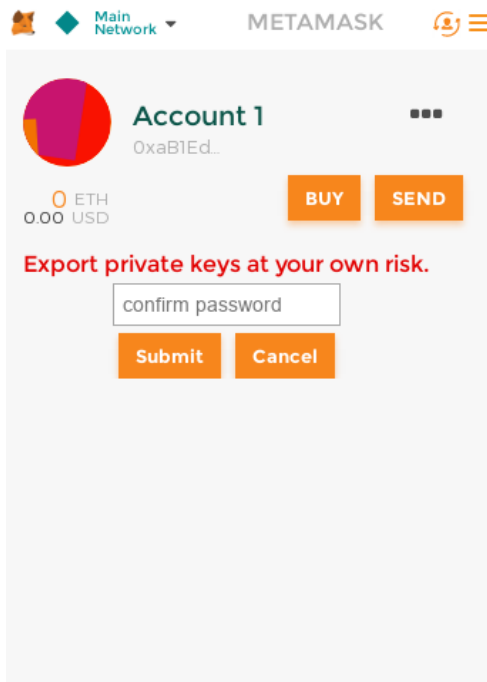 Main
Network
METAMASK
Account 1
0xaB1Ed...
0 ETH
0.00 USD
BUY
SEND
Export private keys at your own risk.
confirm password
Submit
Cancel